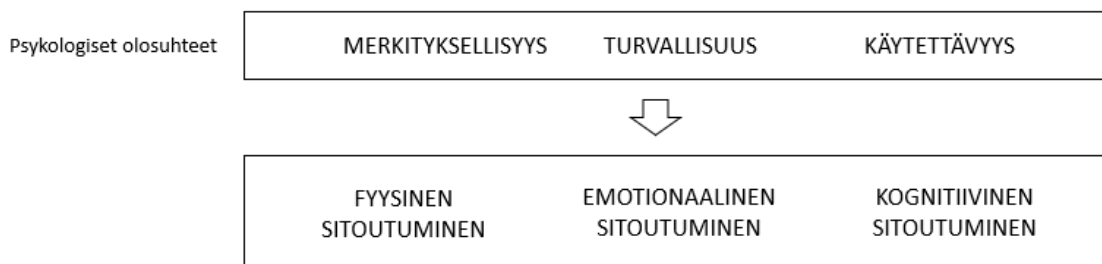 Psykologiset olosuhteet
MERKITYKSELLISYYS TURVALLISUUS KÄYTETTÄVYYS
FYYSINEN SITOUTUMINEN
EMOTIONAALINEN SITOUTUMINEN
KOGNITIIVINEN SITOUTUMINEN